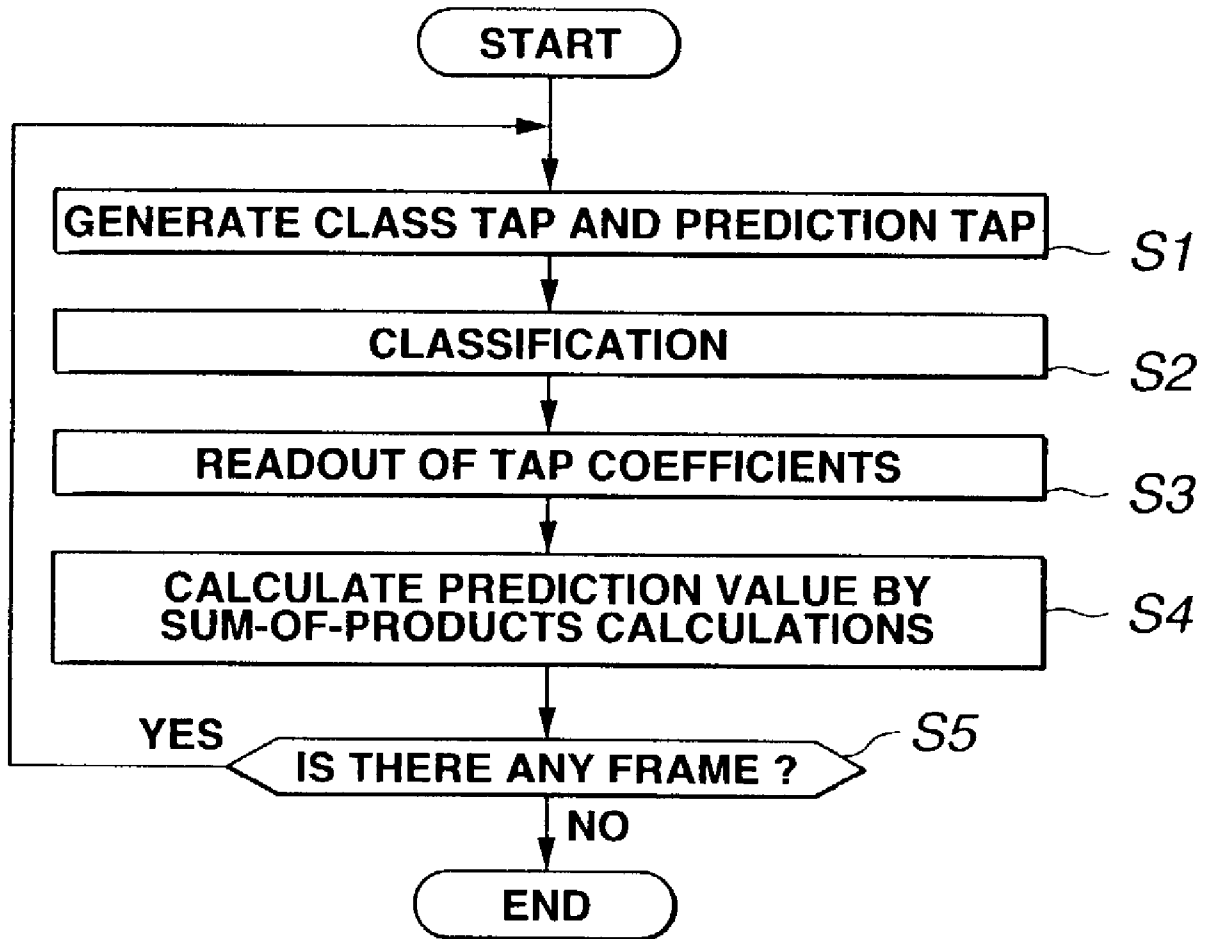 START
GENERATE CLASS TAP AND PREDICTION TAP
S1
CLASSIFICATION
S2
READOUT OF TAP COEFFICIENTS
S3
CALCULATE PREDICTION VALUE BY
SUM-OF-PRODUCTS CALCULATIONS
S4
YES
IS THERE ANY FRAME ?
S5
NO
END